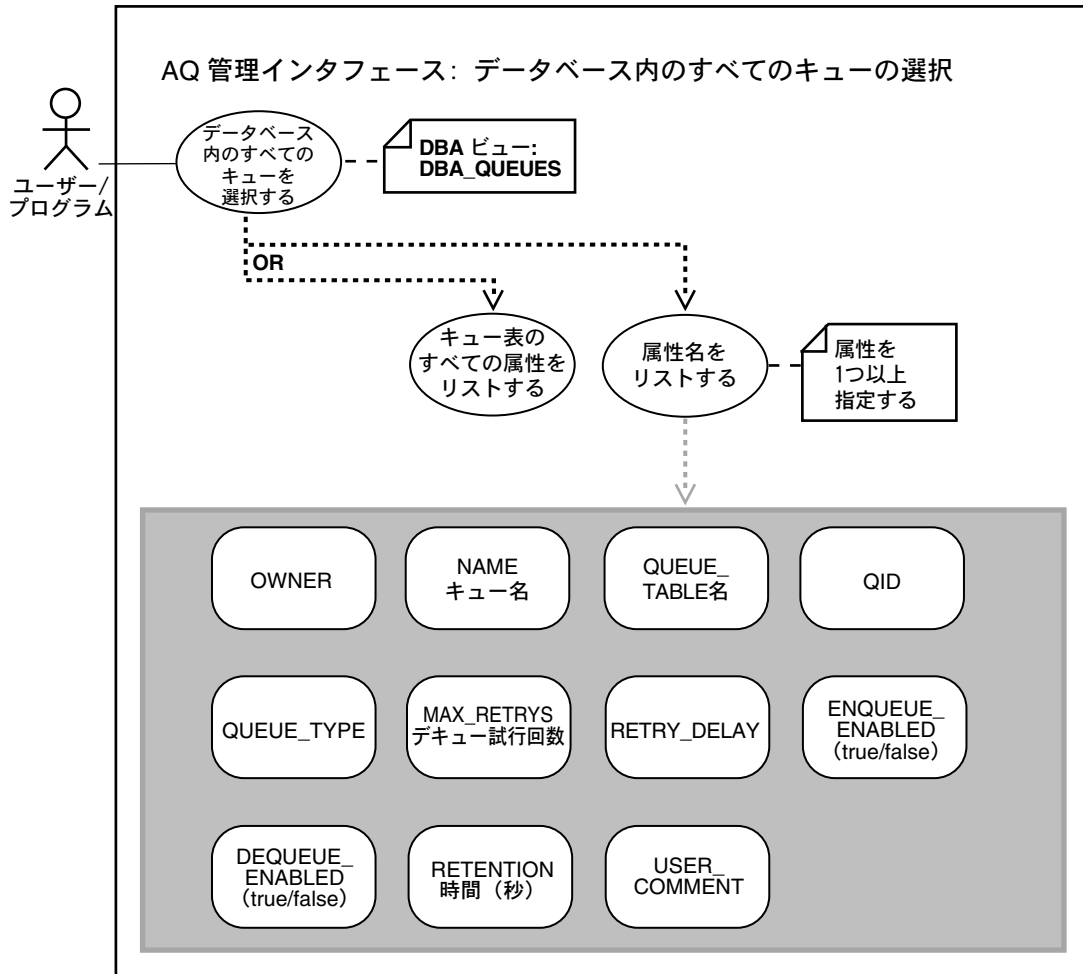 AQ 管理インタフェース: データベース内のすべてのキューの選択
ユーザー/
プログラム
データベース
内のすべての
キューを
選択する
DBA ビュー:
DBA_QUEUES
OR
キュー表の
すべての属性を
リストする
属性名を
リストする
属性を
1つ以上
指定する
OWNER
NAME
キュー名
QUEUE_
TABLE名
QID
QUEUE_TYPE
MAX_RETRYS
デキュー試行回数
RETRY_DELAY
ENQUEUE_
ENABLED
(true/false)
DEQUEUE_
ENABLED
(true/false)
RETENTION
時間（秒）
USER_
COMMENT